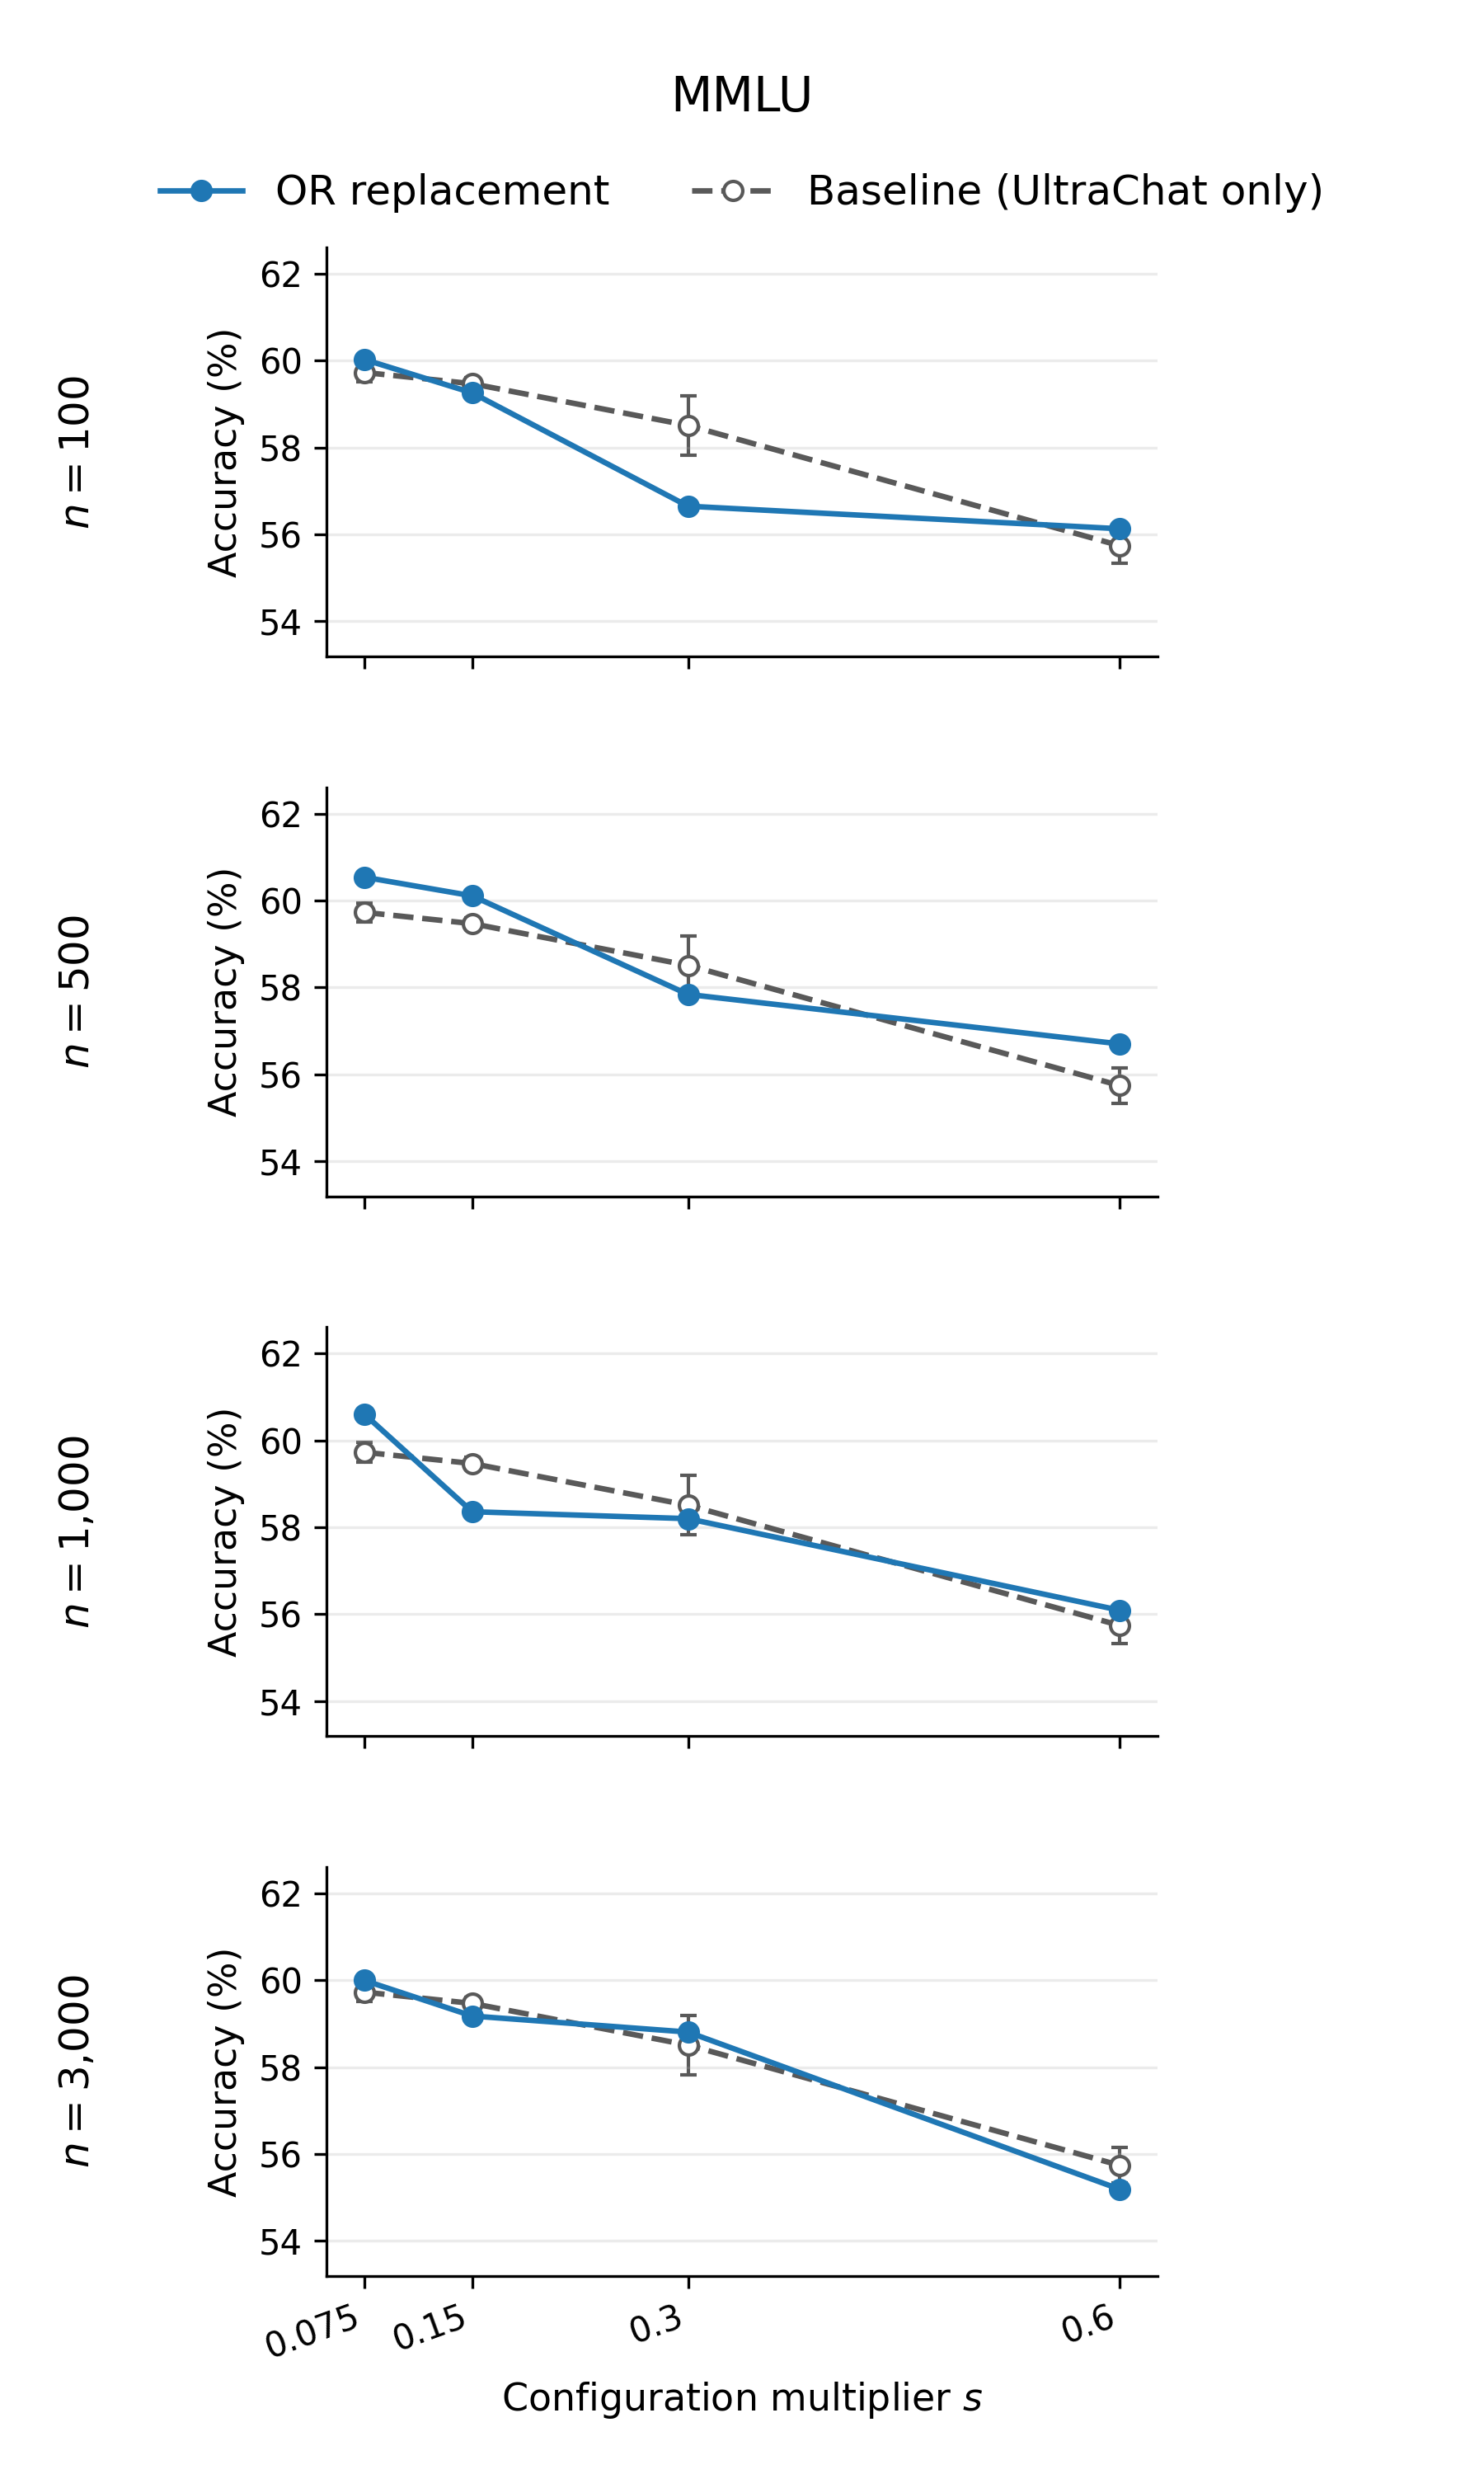 MMLU
OR replacement
Baseline (UltraChat only)
n = 100
Accuracy (%)
62
60
58
56
54
n = 500
Accuracy (%)
62
60
58
56
54
n = 1,000
Accuracy (%)
62
60
58
56
54
n = 3,000
Accuracy (%)
62
60
58
56
54
0.075 0.15 0.3 0.6
Configuration multiplier s